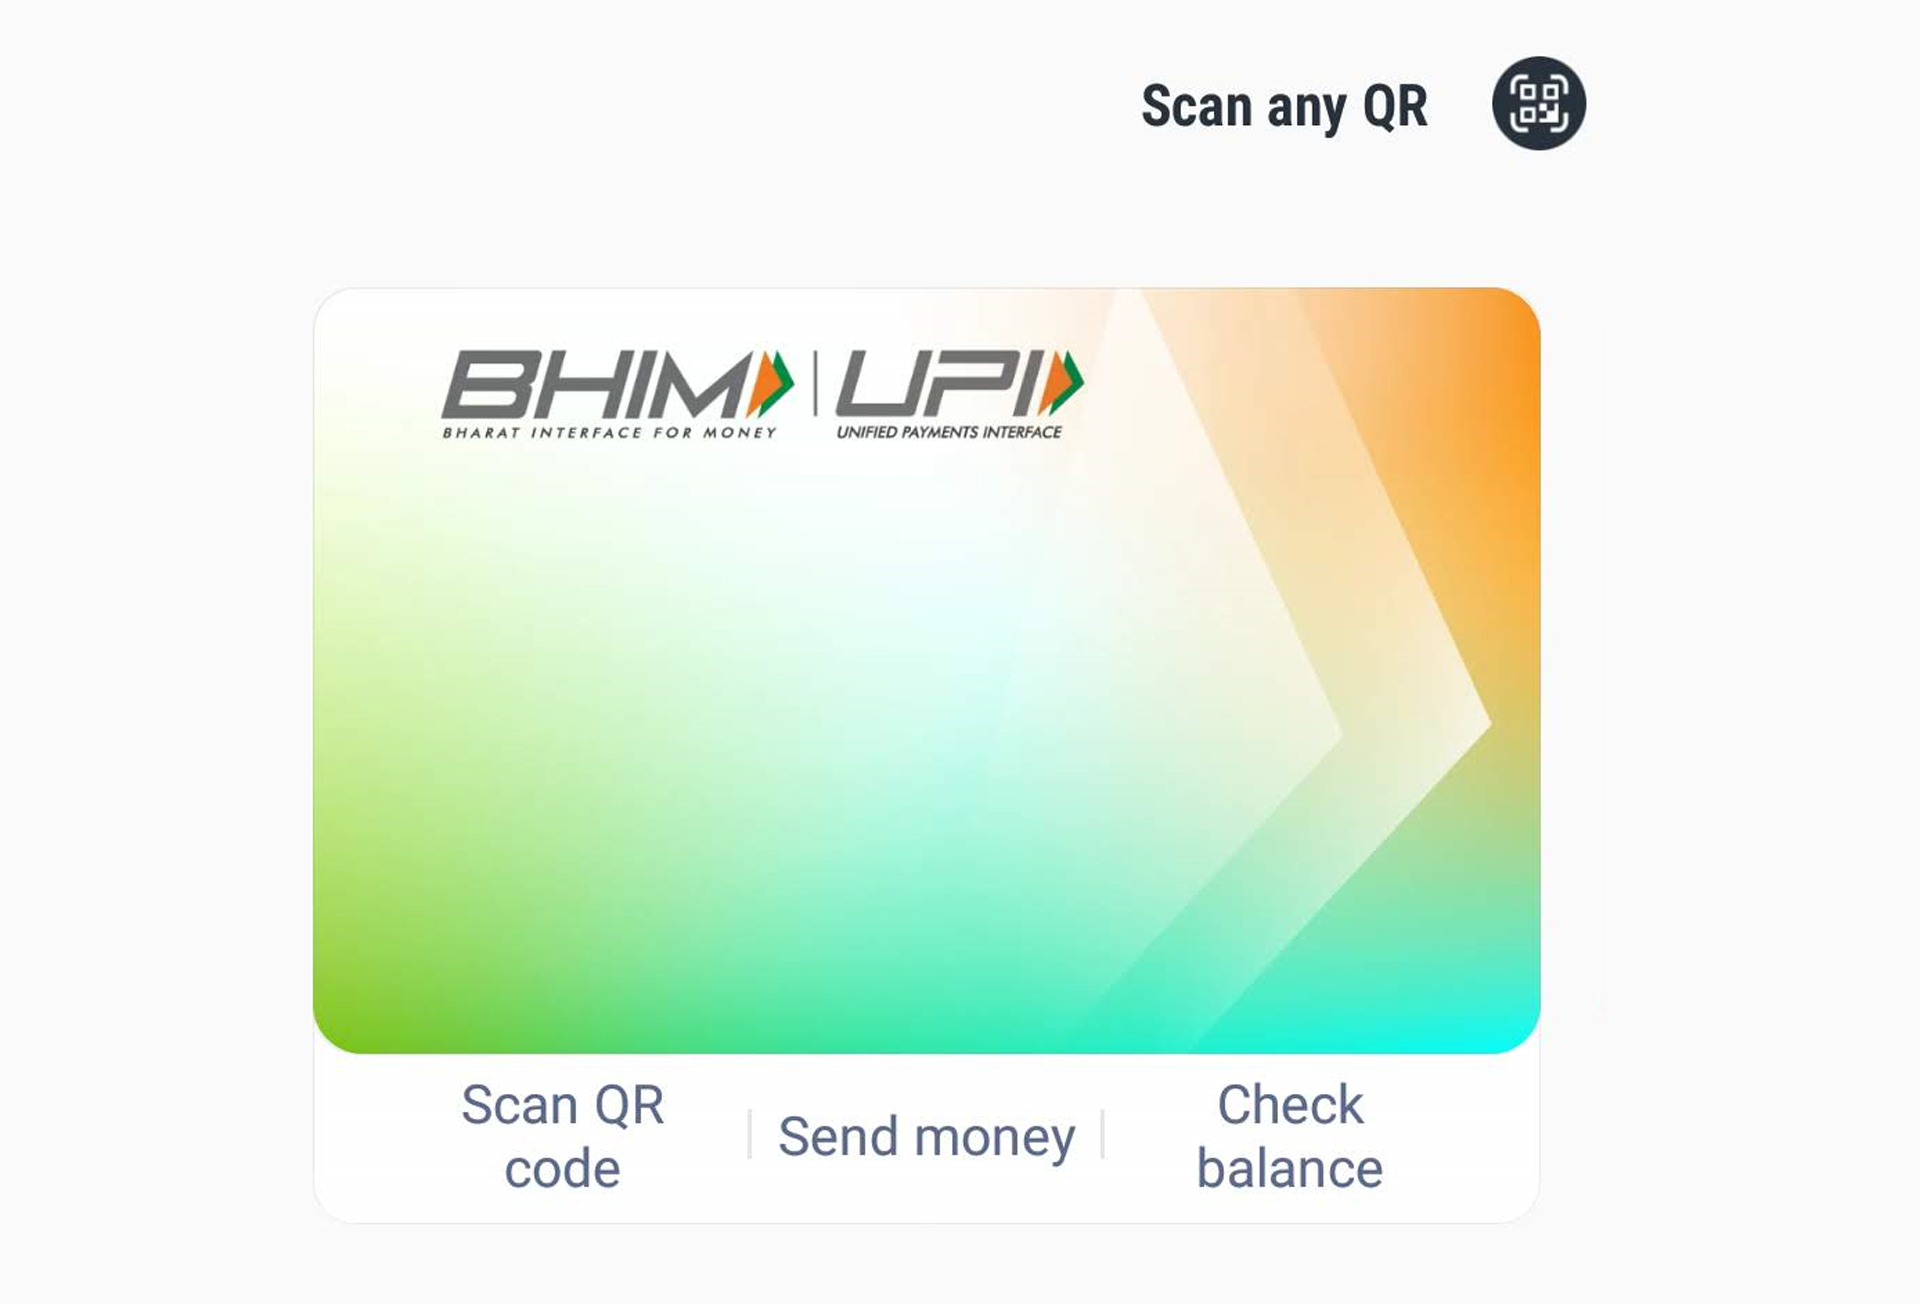 Scan any QR
BHIM | UPI
BHARAT INTERFACE FOR MONEY UNIFIED PAYMENTS INTERFACE
Scan QR
code
Send money
Check
balance